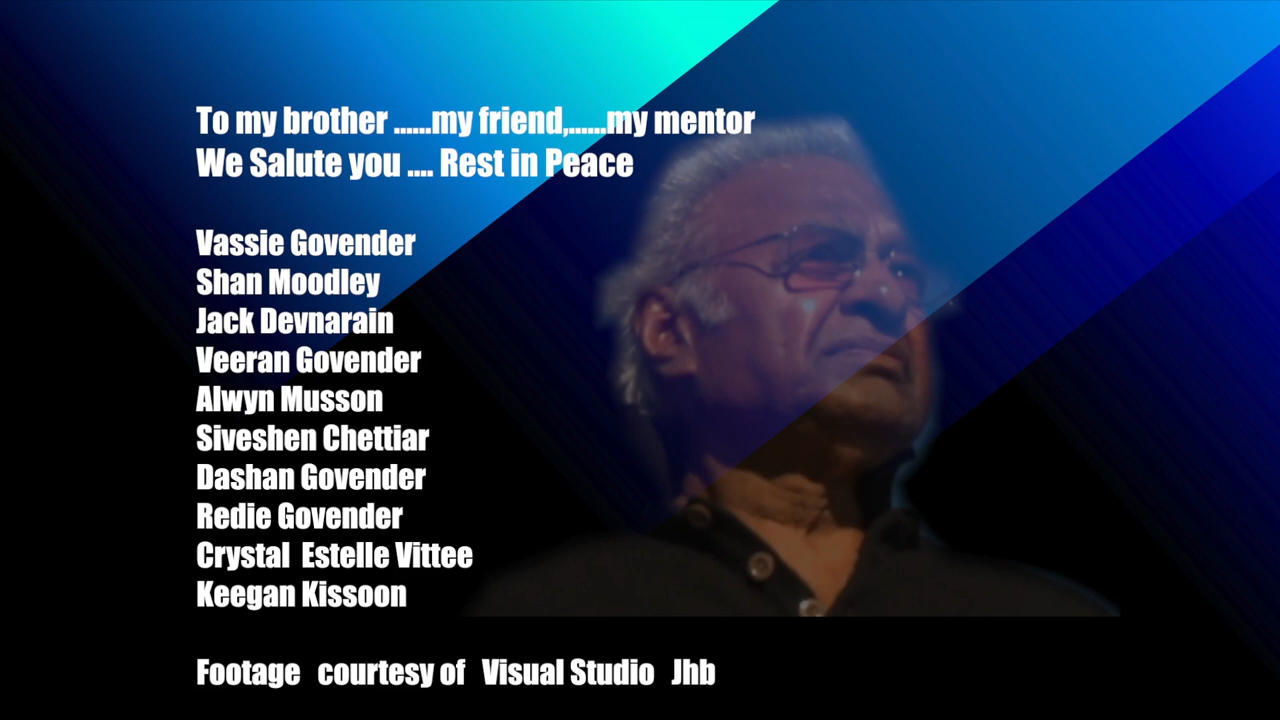 To my brother ......my friend,......my mentor
We Salute you .... Rest in Peace
Vassie Govender
Shan Moodley
Jack Devnarain
Veeran Govender
Alwyn Musson
Siveshen Chettiar
Dashan Govender
Redie Govender
Crystal Estelle Vittee
Keegan Kissoon
Footage courtesy of Visual Studio Jhb